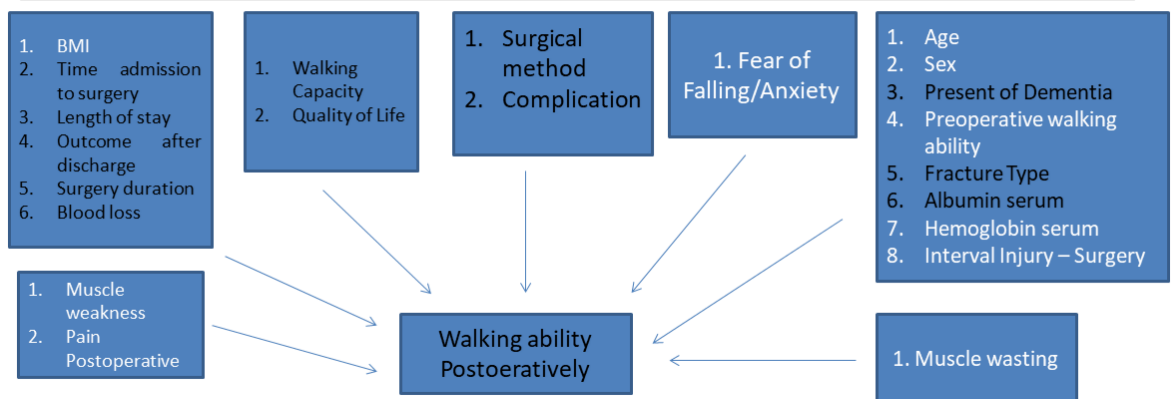 1. BMI
2. Time admission
to surgery
3. Length of stay
4. Outcome after
discharge
5. Surgery duration
6. Blood loss
1. Walking
Capacity
2. Quality of Life
1. Surgical
method
2. Complication
1. Fear of
Falling/Anxiety
1. Age
2. Sex
3. Present of Dementia
4. Preoperative walking
ability
5. Fracture Type
6. Albumin serum
7. Hemoglobin serum
8. Interval Injury – Surgery
1. Muscle
weakness
2. Pain
Postoperative
Walking ability
Postoeratively
1. Muscle wasting